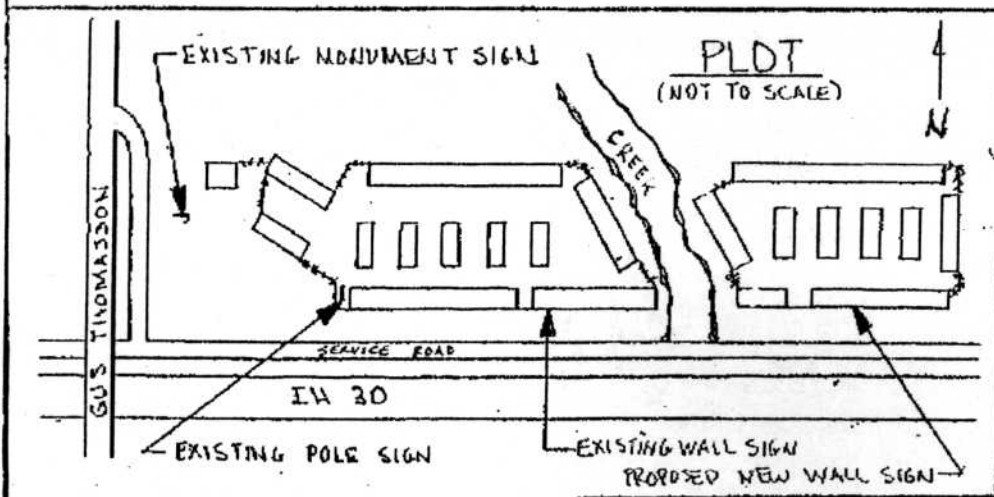 EXISTING MONUMENT SIGN
PLOT
(NOT TO SCALE)
N
CREEK
GUS THOMASSON
SERVICE ROAD
IH 30
EXISTING POLE SIGN
EXISTING WALL SIGN
PROPOSED NEW WALL SIGN